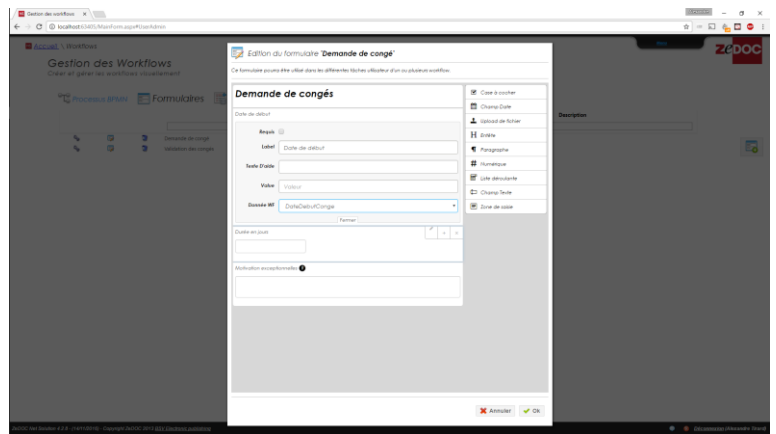 Gestion des workflows
localhost:63405/MainForm.aspx#UserAdmin
Accueil \ Workflows
Gestion des Workflows
Créer et gérer les workflows visuellement
ZeDOC
Processus BPMN
Formulaires
Description
Demande de congé
Validation des congés
Edition du formulaire "Demande de congé"
Ce formulaire pourra être utilisé dans les différentes tâches utilisateur d'un ou plusieurs workflow.
Demande de congés
Date de début
Requis
Label
Date de début
Texte D'aide
Value
Valeur
Donnée WF
DateDebutConge
Fermer
Durée en jours
Motivation exceptionnelles ?
Case à cocher
Champ Date
Upload de fichier
H Entête
Paragraphe
# Numérique
Liste déroulante
Champ Texte
Zone de saisie
Annuler
Ok